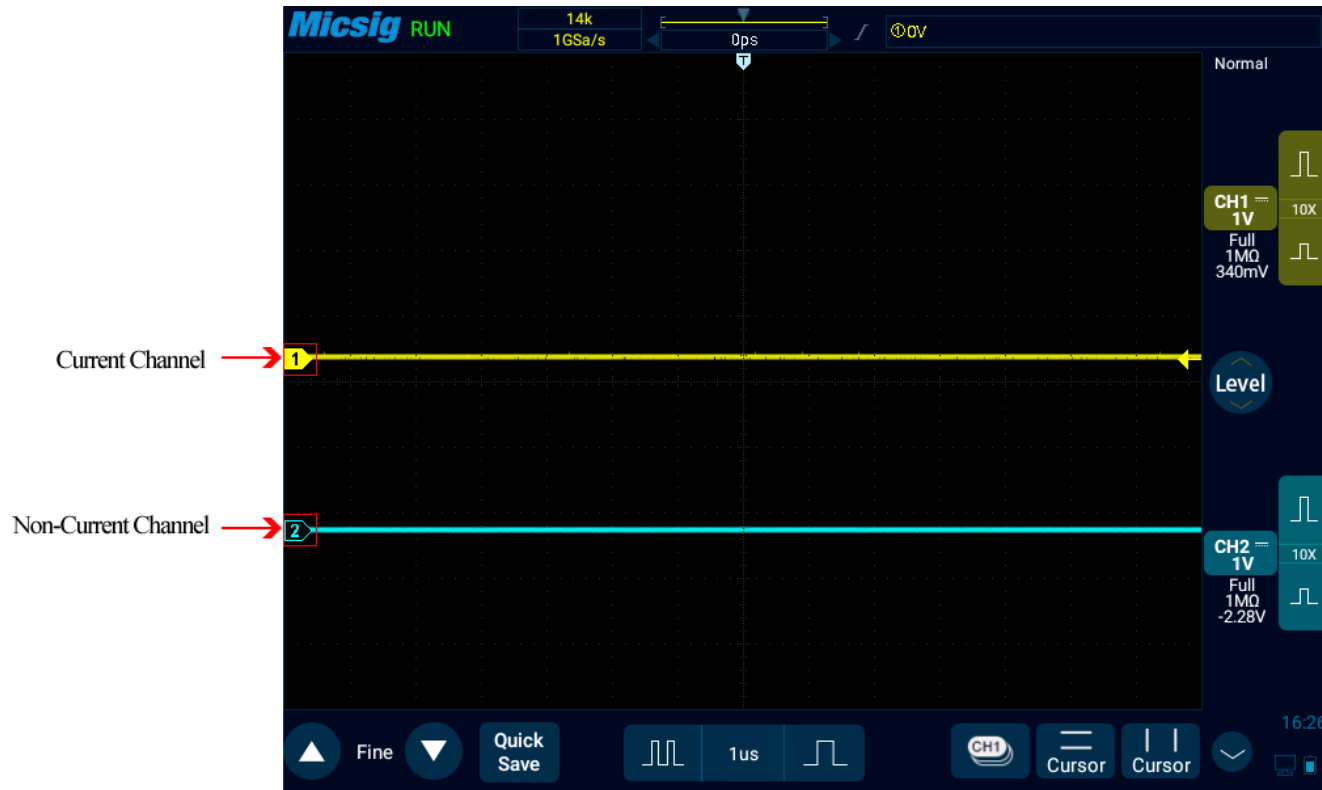 Micsig RUN
14k
1GSa/s
0ps
①0V
T
Normal
CH1
1V
10X
Full
1MΩ
340mV
Current Channel
1
Level
Non-Current Channel
2
CH2
1V
10X
Full
1MΩ
-2.28V
16:26
Fine
Quick
Save
1us
CH1
Cursor
Cursor